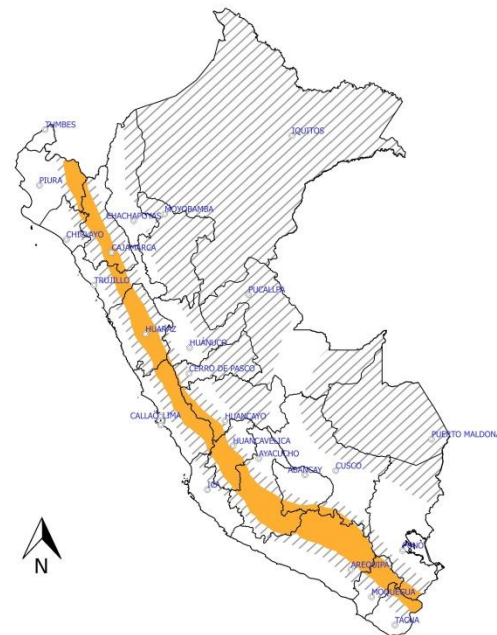 TUMBES
IQUITOS
PIURA
MOYOBAMBA
CHACHAPOYAS
CHICLAYO
CAJAMARCA
TRUJILLO
PUCALLPA
HUARAZ
HUANUCO
CERRO DE PASCO
CALLAO LIMA
HUANCAYO
HUANCAVELICA
AYACUCHO
ABANCAY
CUSCO
PUERTO MALDONA
ICA
PUNO
AREQUIPA
MOQUEGUA
TACNA
N